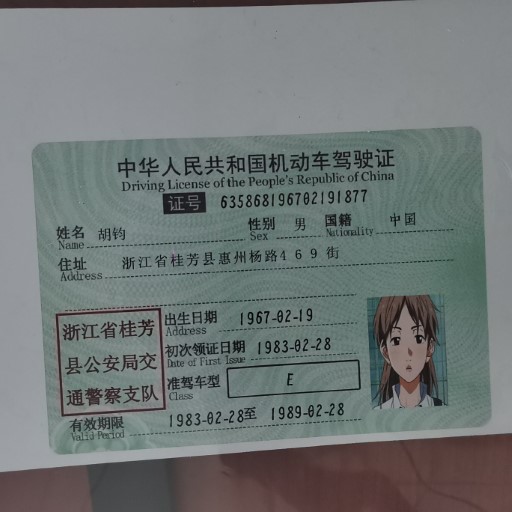 中华人民共和国机动车驾驶证
Driving License of the People's Republic of China
证号 635868196702191877
姓名 胡钧 性别 男 国籍 中国
Name Sex Nationality
住址 浙江省桂芳县惠州杨路469街
Address
浙江省桂芳
县公安局交
通警察支队
出生日期 1967-02-19
Address
初次领证日期 1983-02-28
Date of First Issue
准驾车型 E
Class
有效期限 1983-02-28至 1989-02-28
Valid Period